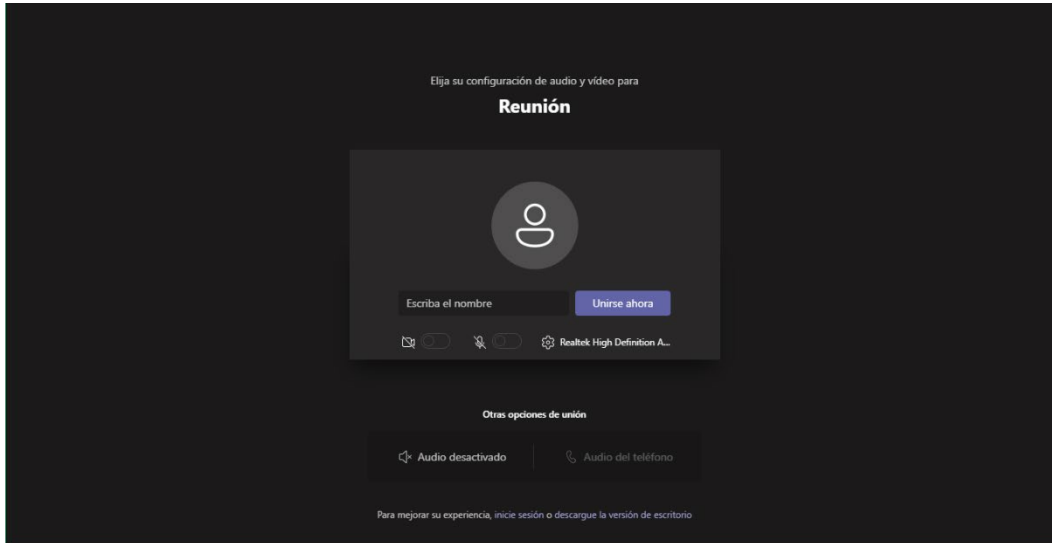 Elija su configuración de audio y vídeo para
Reunión
Escriba el nombre
Unirse ahora
Realtek High Definition A...
Otras opciones de unión
Audio desactivado
Audio del teléfono
Para mejorar su experiencia, inicie sesión o descargue la versión de escritorio